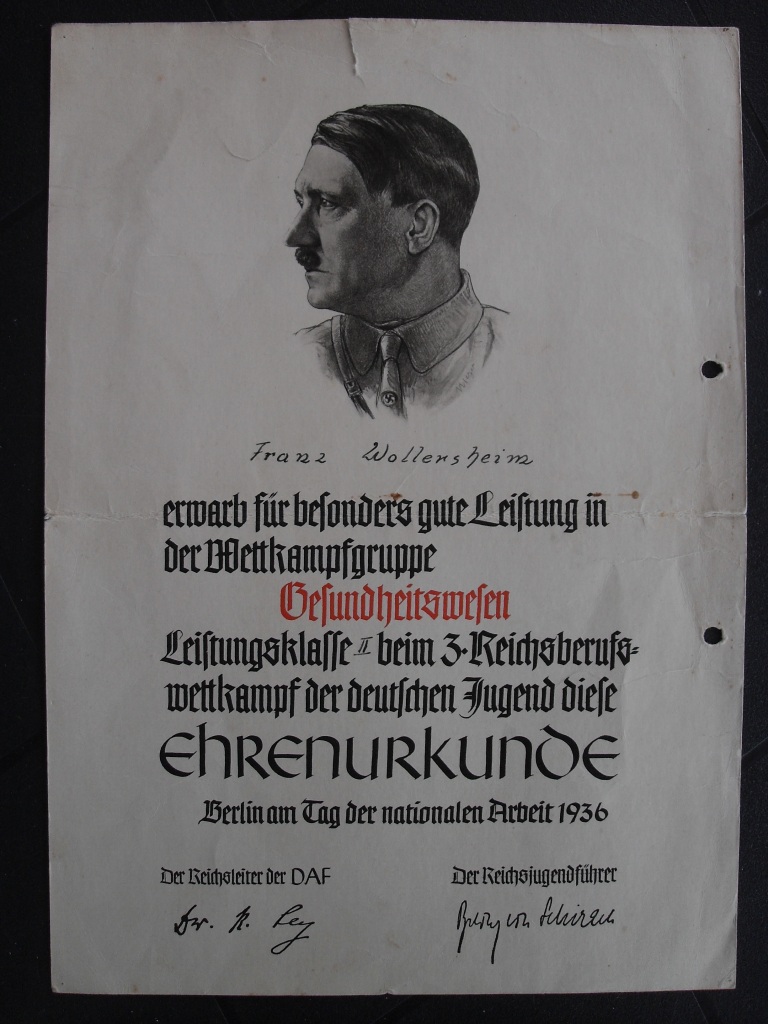 Franz Wollersheim
erwarb für besonders gute Leistung in
der Wettkampfgruppe
Gesundheitswesen
Leistungsklasse II beim 3. Reichsberufs-
wettkampf der deutschen Jugend diese
EHRENURKUNDE
Berlin am Tag der nationalen Arbeit 1936
Der Reichsleiter der DAF Der Reichsjugendführer
Dr. R. Ley Baldur von Schirach